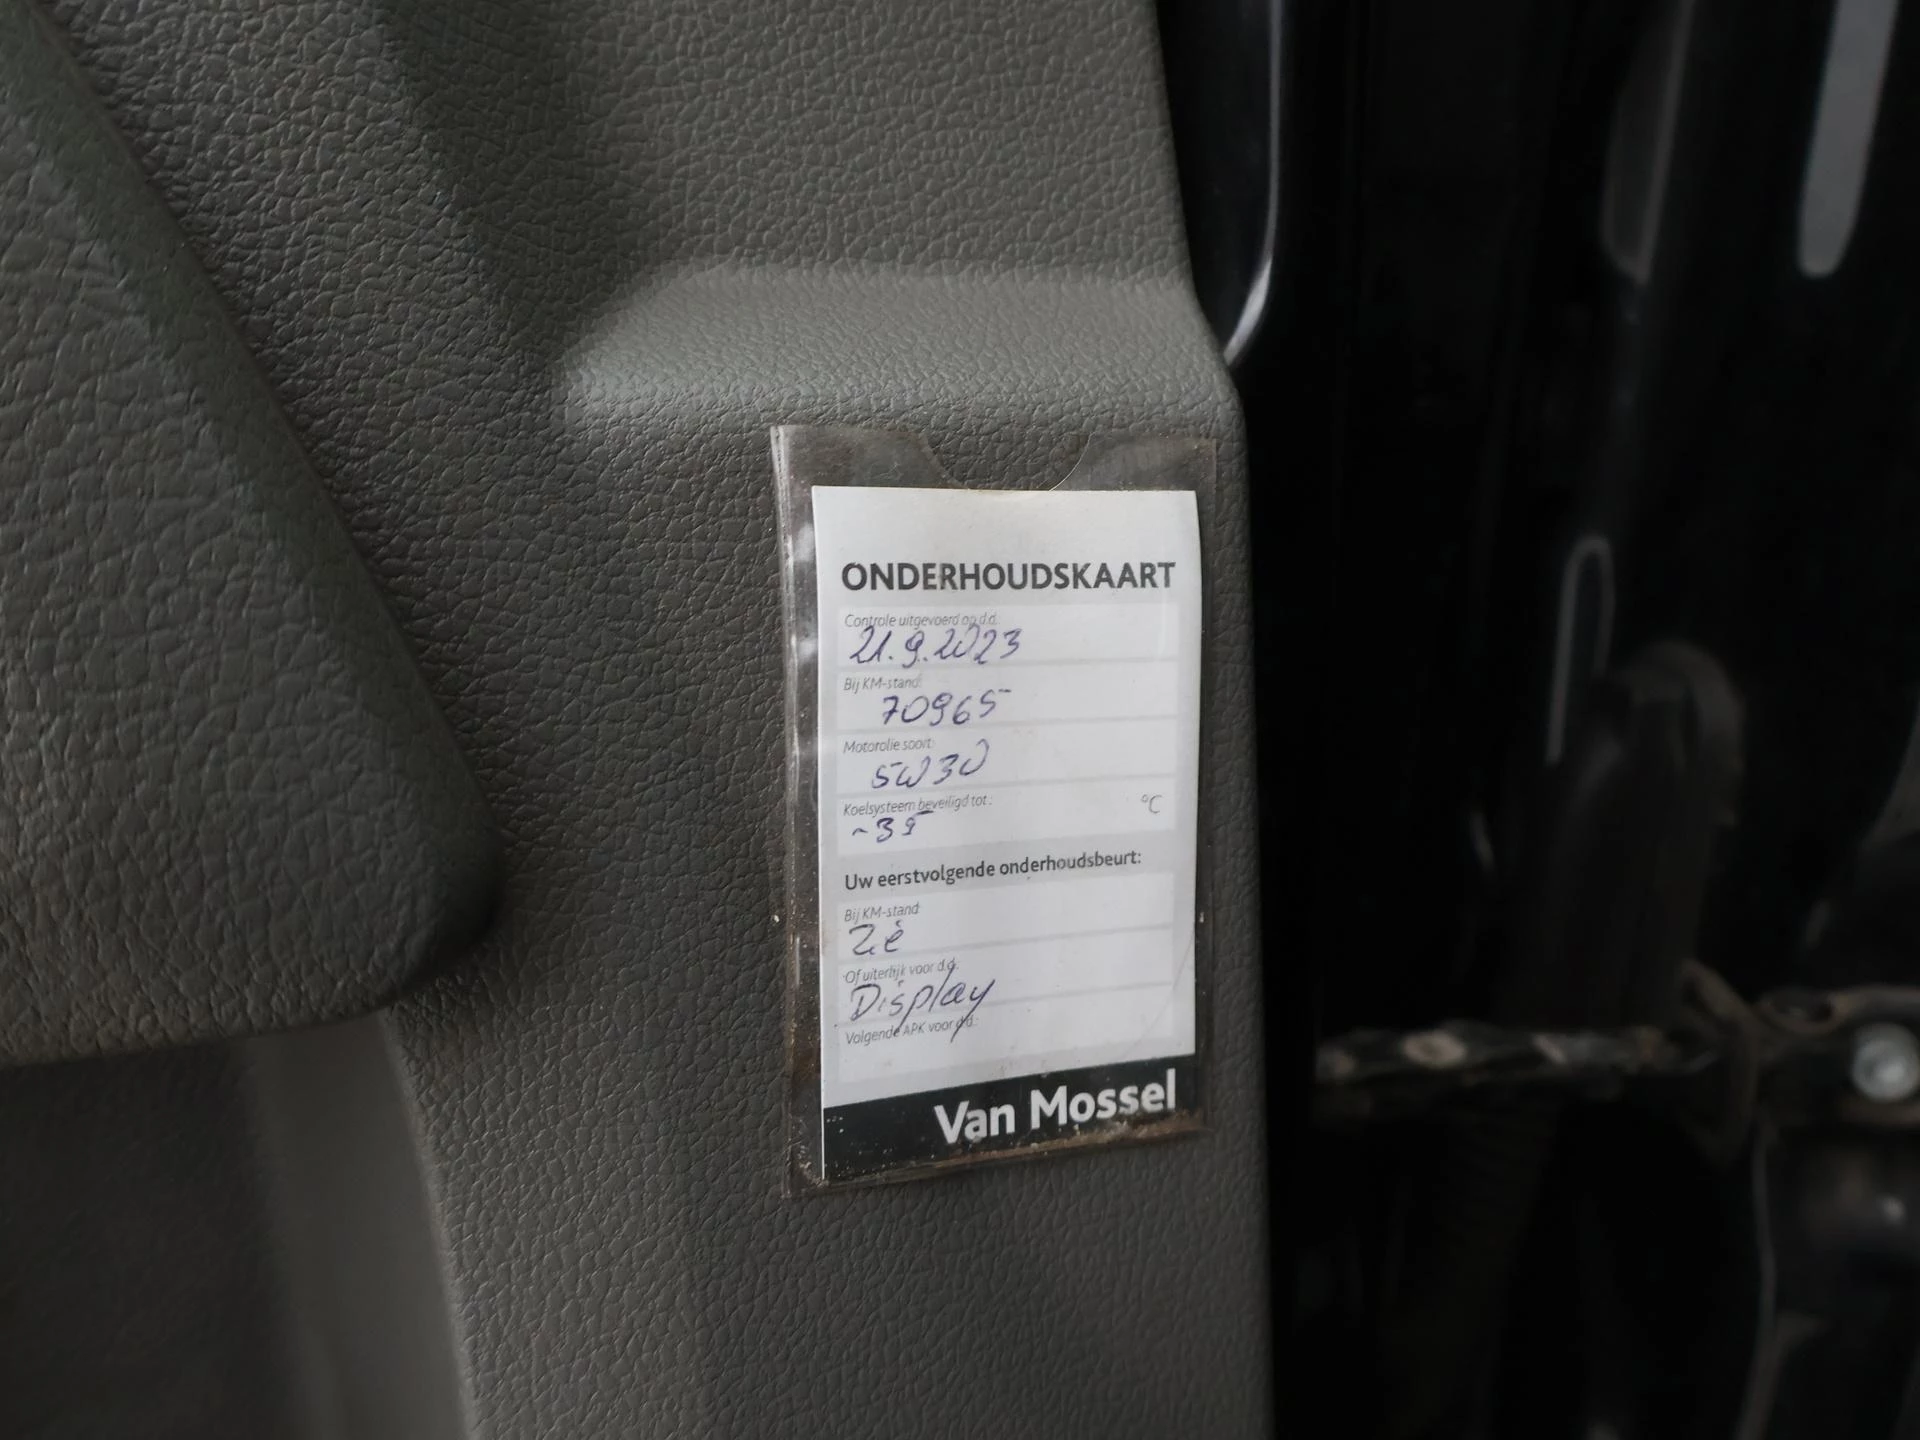 ONDERHOUDSKAART
Controle uitgevoerd op d.d.:
21.9.2023
Bij KM-stand:
70965
Motorolie soort:
5W30
Koelsysteem beveiligd tot.: °C
Uw eerstvolgende onderhoudsbeurt:
Bij KM-stand:
Zie
Of uiterlijk voor d.d.
Display
Volgende APK voor d.d.:
Van Mossel